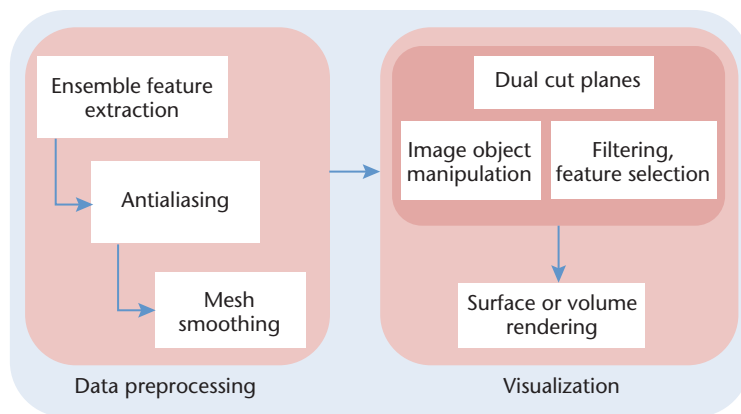 Ensemble feature
extraction
Antialiasing
Mesh
smoothing
Data preprocessing
Dual cut planes
Image object
manipulation
Filtering,
feature selection
Surface or volume
rendering
Visualization